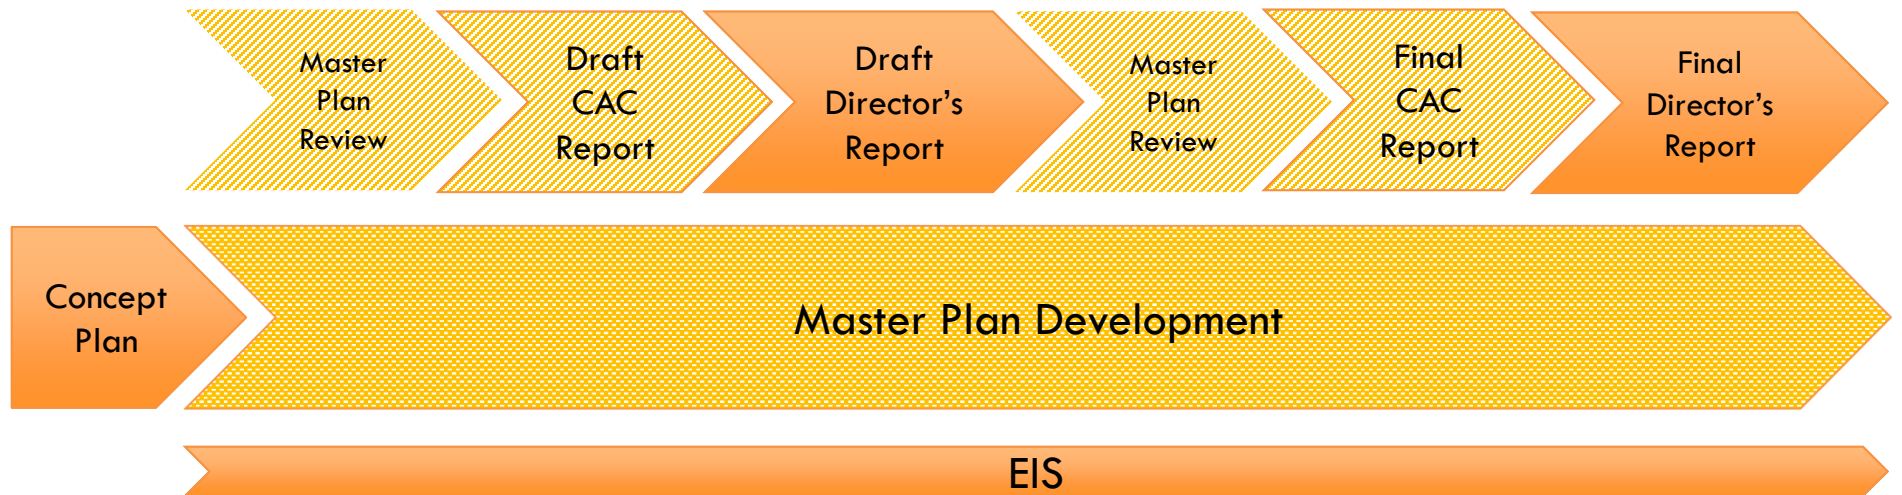 Master
Plan
Review
Draft
CAC
Report
Draft
Director's
Report
Master
Plan
Review
Final
CAC
Report
Final
Director's
Report
Concept
Plan
Master Plan Development
EIS